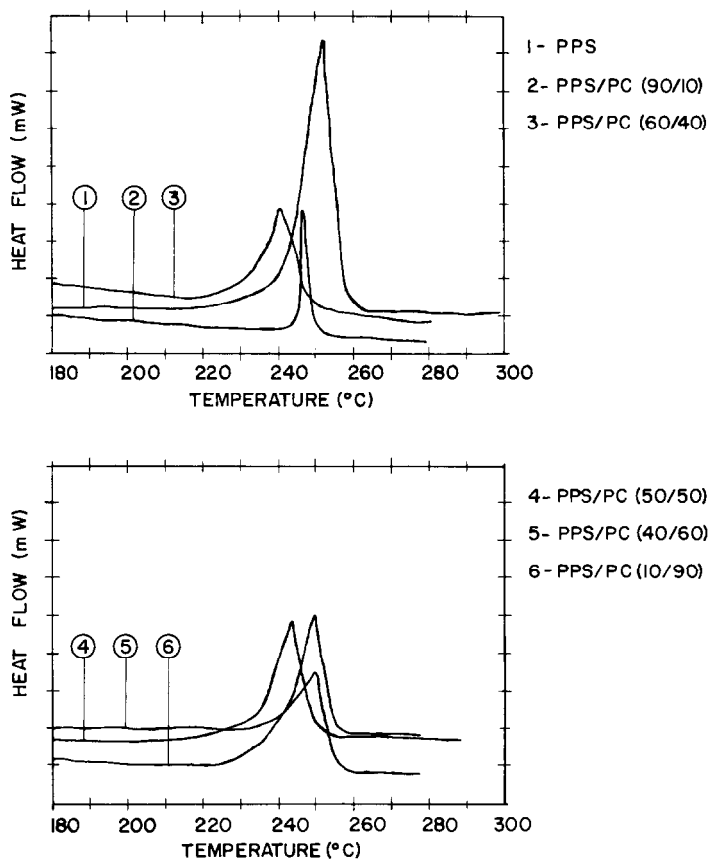 HEAT FLOW (mW)
1 2 3
1- PPS
2- PPS/PC (90/10)
3- PPS/PC (60/40)
180 200 220 240 260 280 300
TEMPERATURE (°C)
HEAT FLOW (mW)
4 5 6
4- PPS/PC (50/50)
5- PPS/PC (40/60)
6- PPS/PC (10/90)
180 200 220 240 260 280 300
TEMPERATURE (°C)